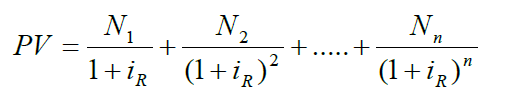 PV = N₁/(1 + i_R) + N₂/(1 + i_R)² + ..... + Nₙ/(1 + i_R)ⁿ